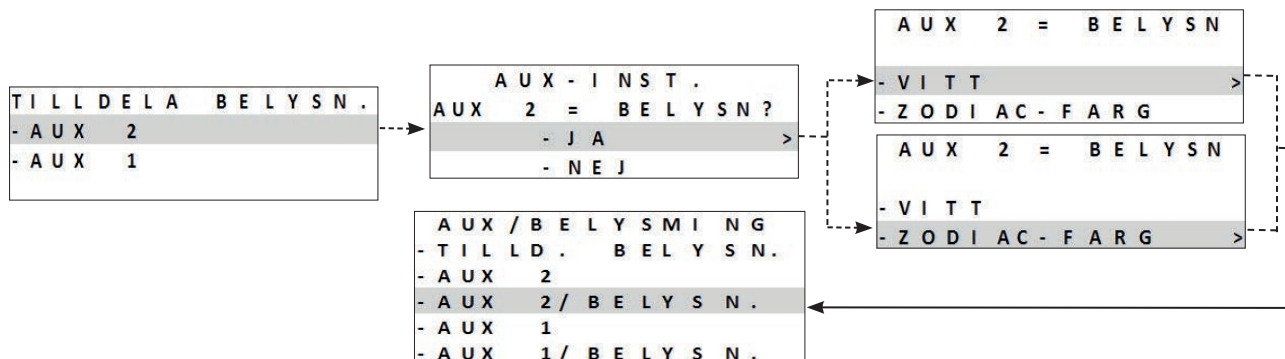 TILLDELA BELYSN.
-AUX 2
-AUX 1
AUX-INST.
AUX 2 = BELYSN?
- JA >
- NEJ
AUX 2 = BELYSN
- VITT >
- ZODIAC-FARG
AUX 2 = BELYSN
- VITT
- ZODIAC-FARG >
AUX/BELYSMING
- TILLD. BELYSN.
- AUX 2
- AUX 2/BELYSN.
- AUX 1
- AUX 1/BELYSN.